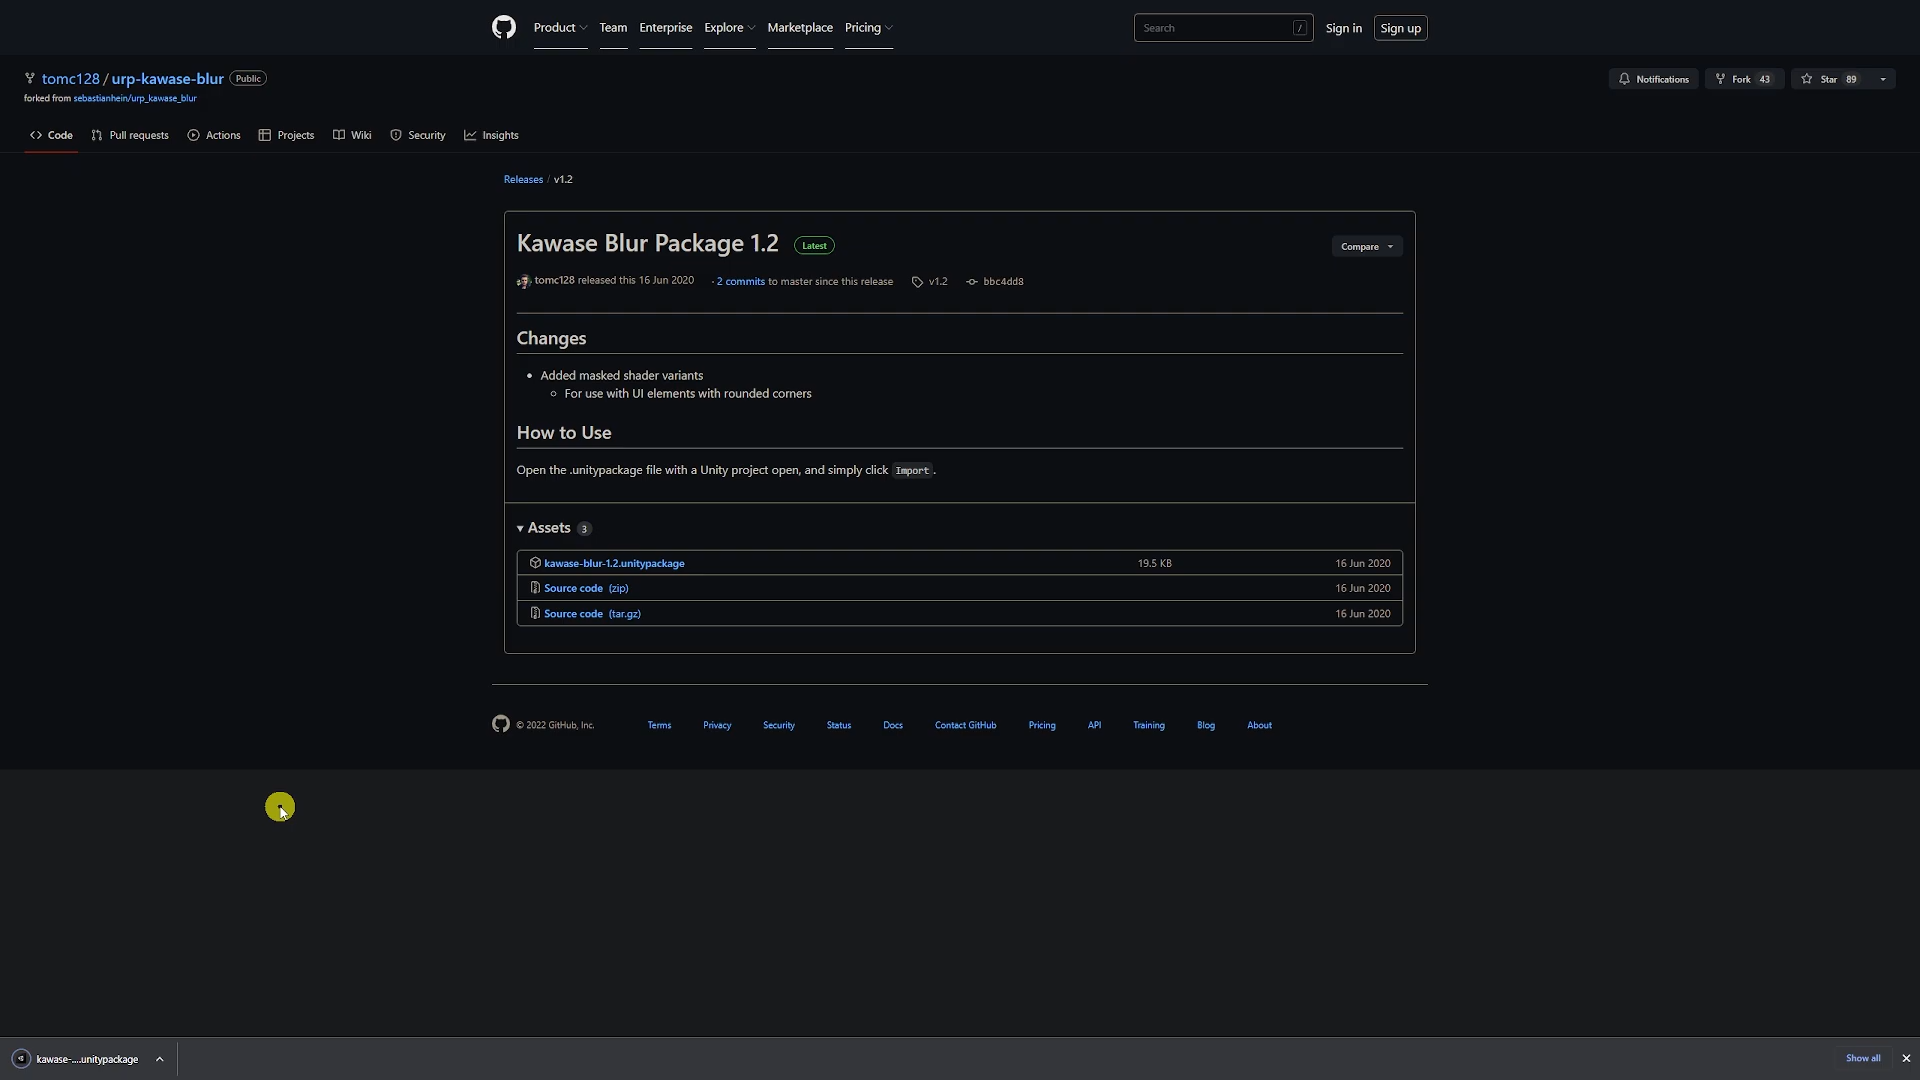 Product Team Enterprise Explore Marketplace Pricing Search / Sign in Sign up
tomc128 / urp-kawase-blur Public Notifications Fork 43 Star 89
forked from sebastianhein/urp_kawase_blur
Code Pull requests Actions Projects Wiki Security Insights
Releases / v1.2
Kawase Blur Package 1.2 Latest Compare
tomc128 released this 16 Jun 2020 · 2 commits to master since this release v1.2 bbc4dd8
Changes
• Added masked shader variants
○ For use with UI elements with rounded corners
How to Use
Open the .unitypackage file with a Unity project open, and simply click Import.
Assets 3
kawase-blur-1.2.unitypackage 19.5 KB 16 Jun 2020
Source code (zip) 16 Jun 2020
Source code (tar.gz) 16 Jun 2020
© 2022 GitHub, Inc. Terms Privacy Security Status Docs Contact GitHub Pricing API Training Blog About
kawase-....unitypackage Show all